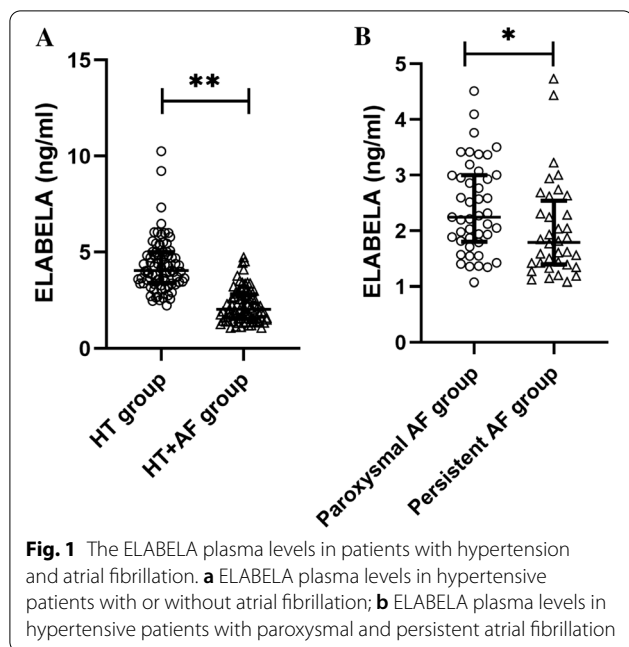 A
ELABELA (ng/ml)
15
10
5
0
**
HT group
HT+AF group
B
ELABELA (ng/ml)
5
4
3
2
1
0
*
Paroxysmal AF group
Persistent AF group
Fig. 1 The ELABELA plasma levels in patients with hypertension
and atrial fibrillation. a ELABELA plasma levels in hypertensive
patients with or without atrial fibrillation; b ELABELA plasma levels in
hypertensive patients with paroxysmal and persistent atrial fibrillation